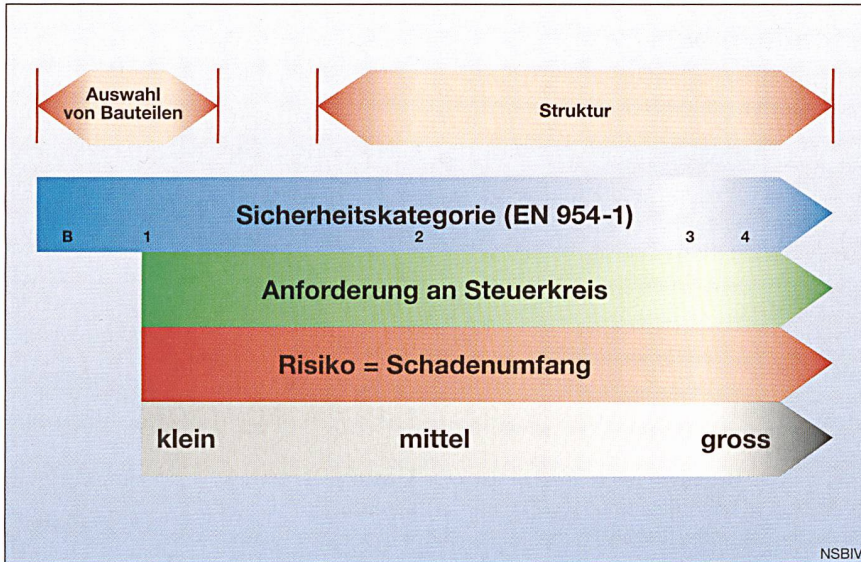 Auswahl
von Bauteilen
Struktur
Sicherheitskategorie (EN 954-1)
B 1 2 3 4
Anforderung an Steuerkreis
Risiko = Schadenumfang
klein mittel gross
NSBIV